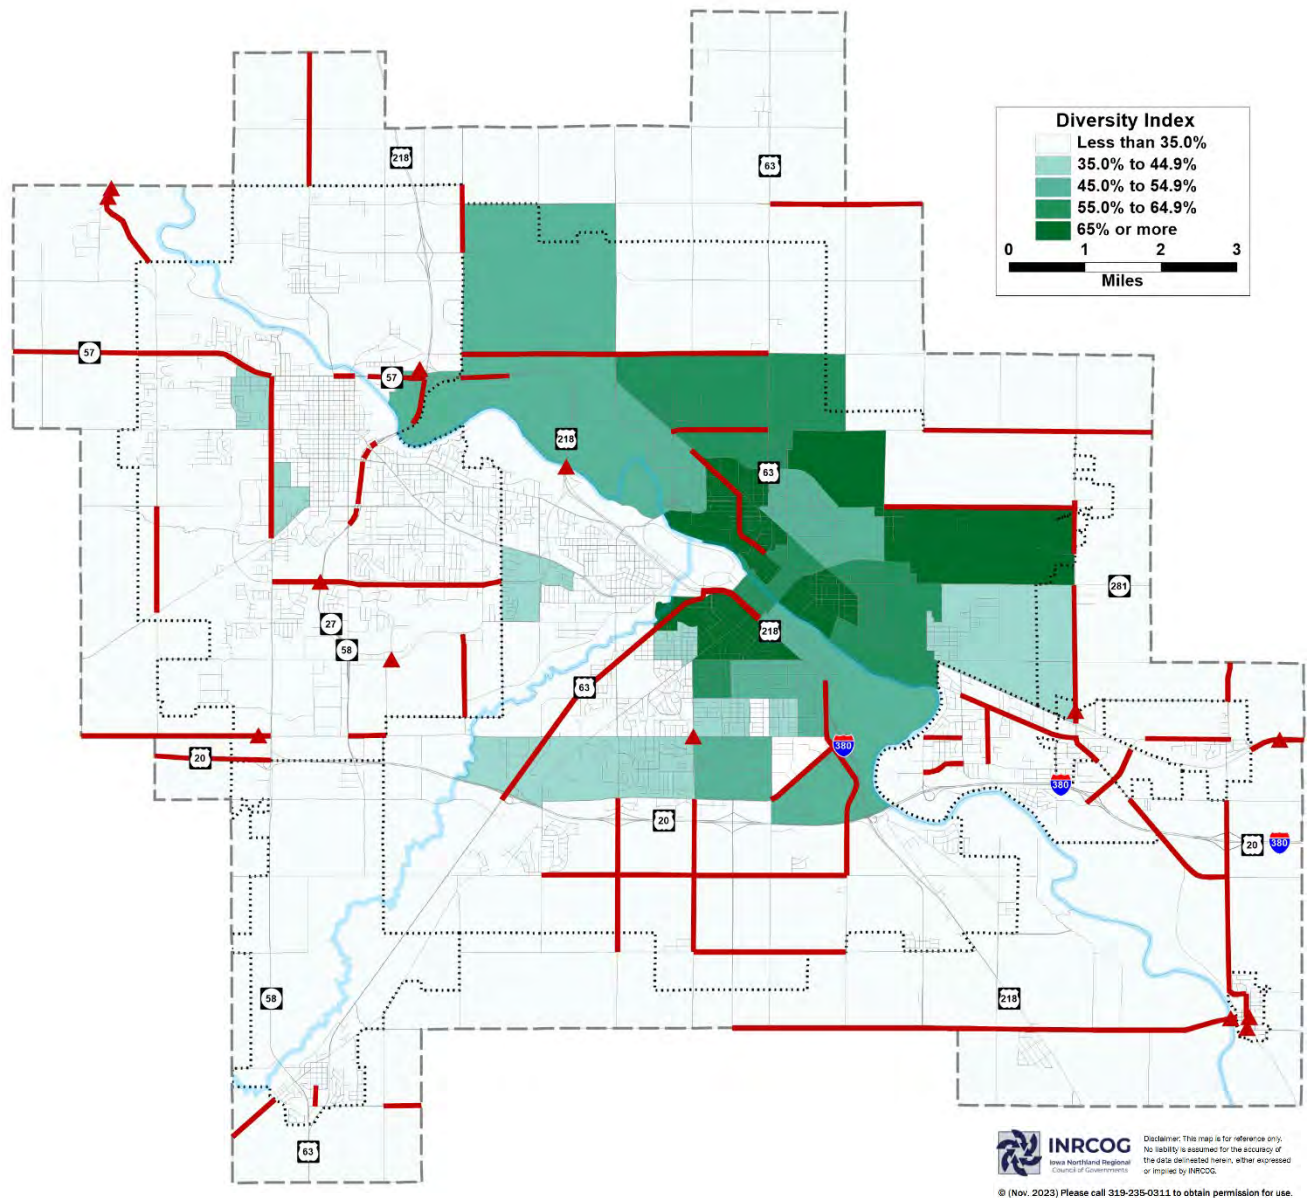 218
63
Diversity Index
Less than 35.0%
35.0% to 44.9%
45.0% to 54.9%
55.0% to 64.9%
65% or more
0 1 2 3
Miles
57
57
218
63
281
27
58
218
63
20
380
380
20
20
380
58
218
63
INRCOG
Iowa Northland Regional
Council of Governments
Disclaimer: This map is for reference only.
No liability is assumed for the accuracy of
the data delineated herein, either expressed
or implied by INRCOG.
© (Nov. 2023) Please call 319-235-0311 to obtain permission for use.